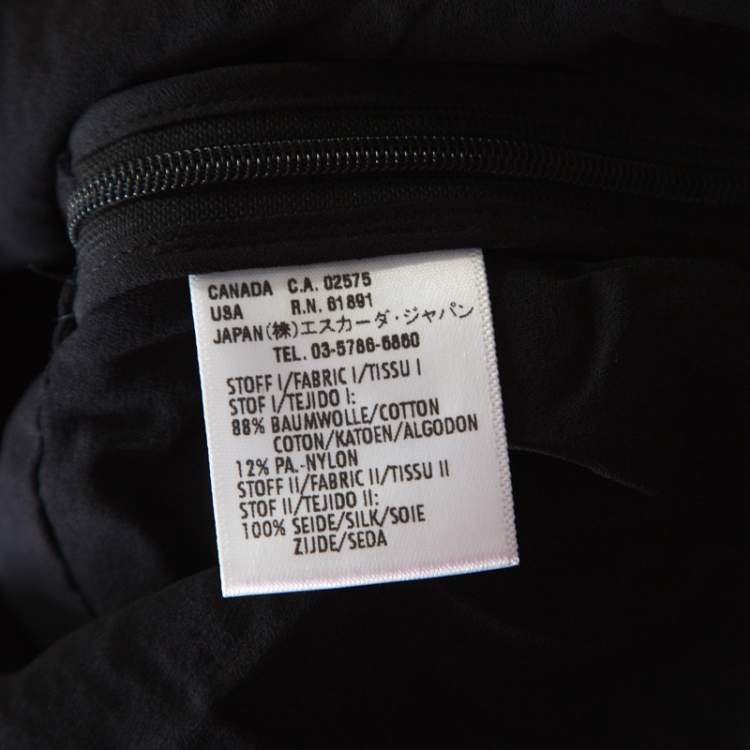 CANADA C.A. 02575
USA R.N. 61891
JAPAN(株)エスカーダ・ジャパン
TEL. 03-5786-6860
STOFF I/FABRIC I/TISSU I
STOF I/TEJIDO I:
88% BAUMWOLLE/COTTON
COTON/KATOEN/ALGODON
12% PA.-NYLON
STOFF II/FABRIC II/TISSU II
STOF II/TEJIDO II:
100% SEIDE/SILK/SOIE
ZIJDE/SEDA